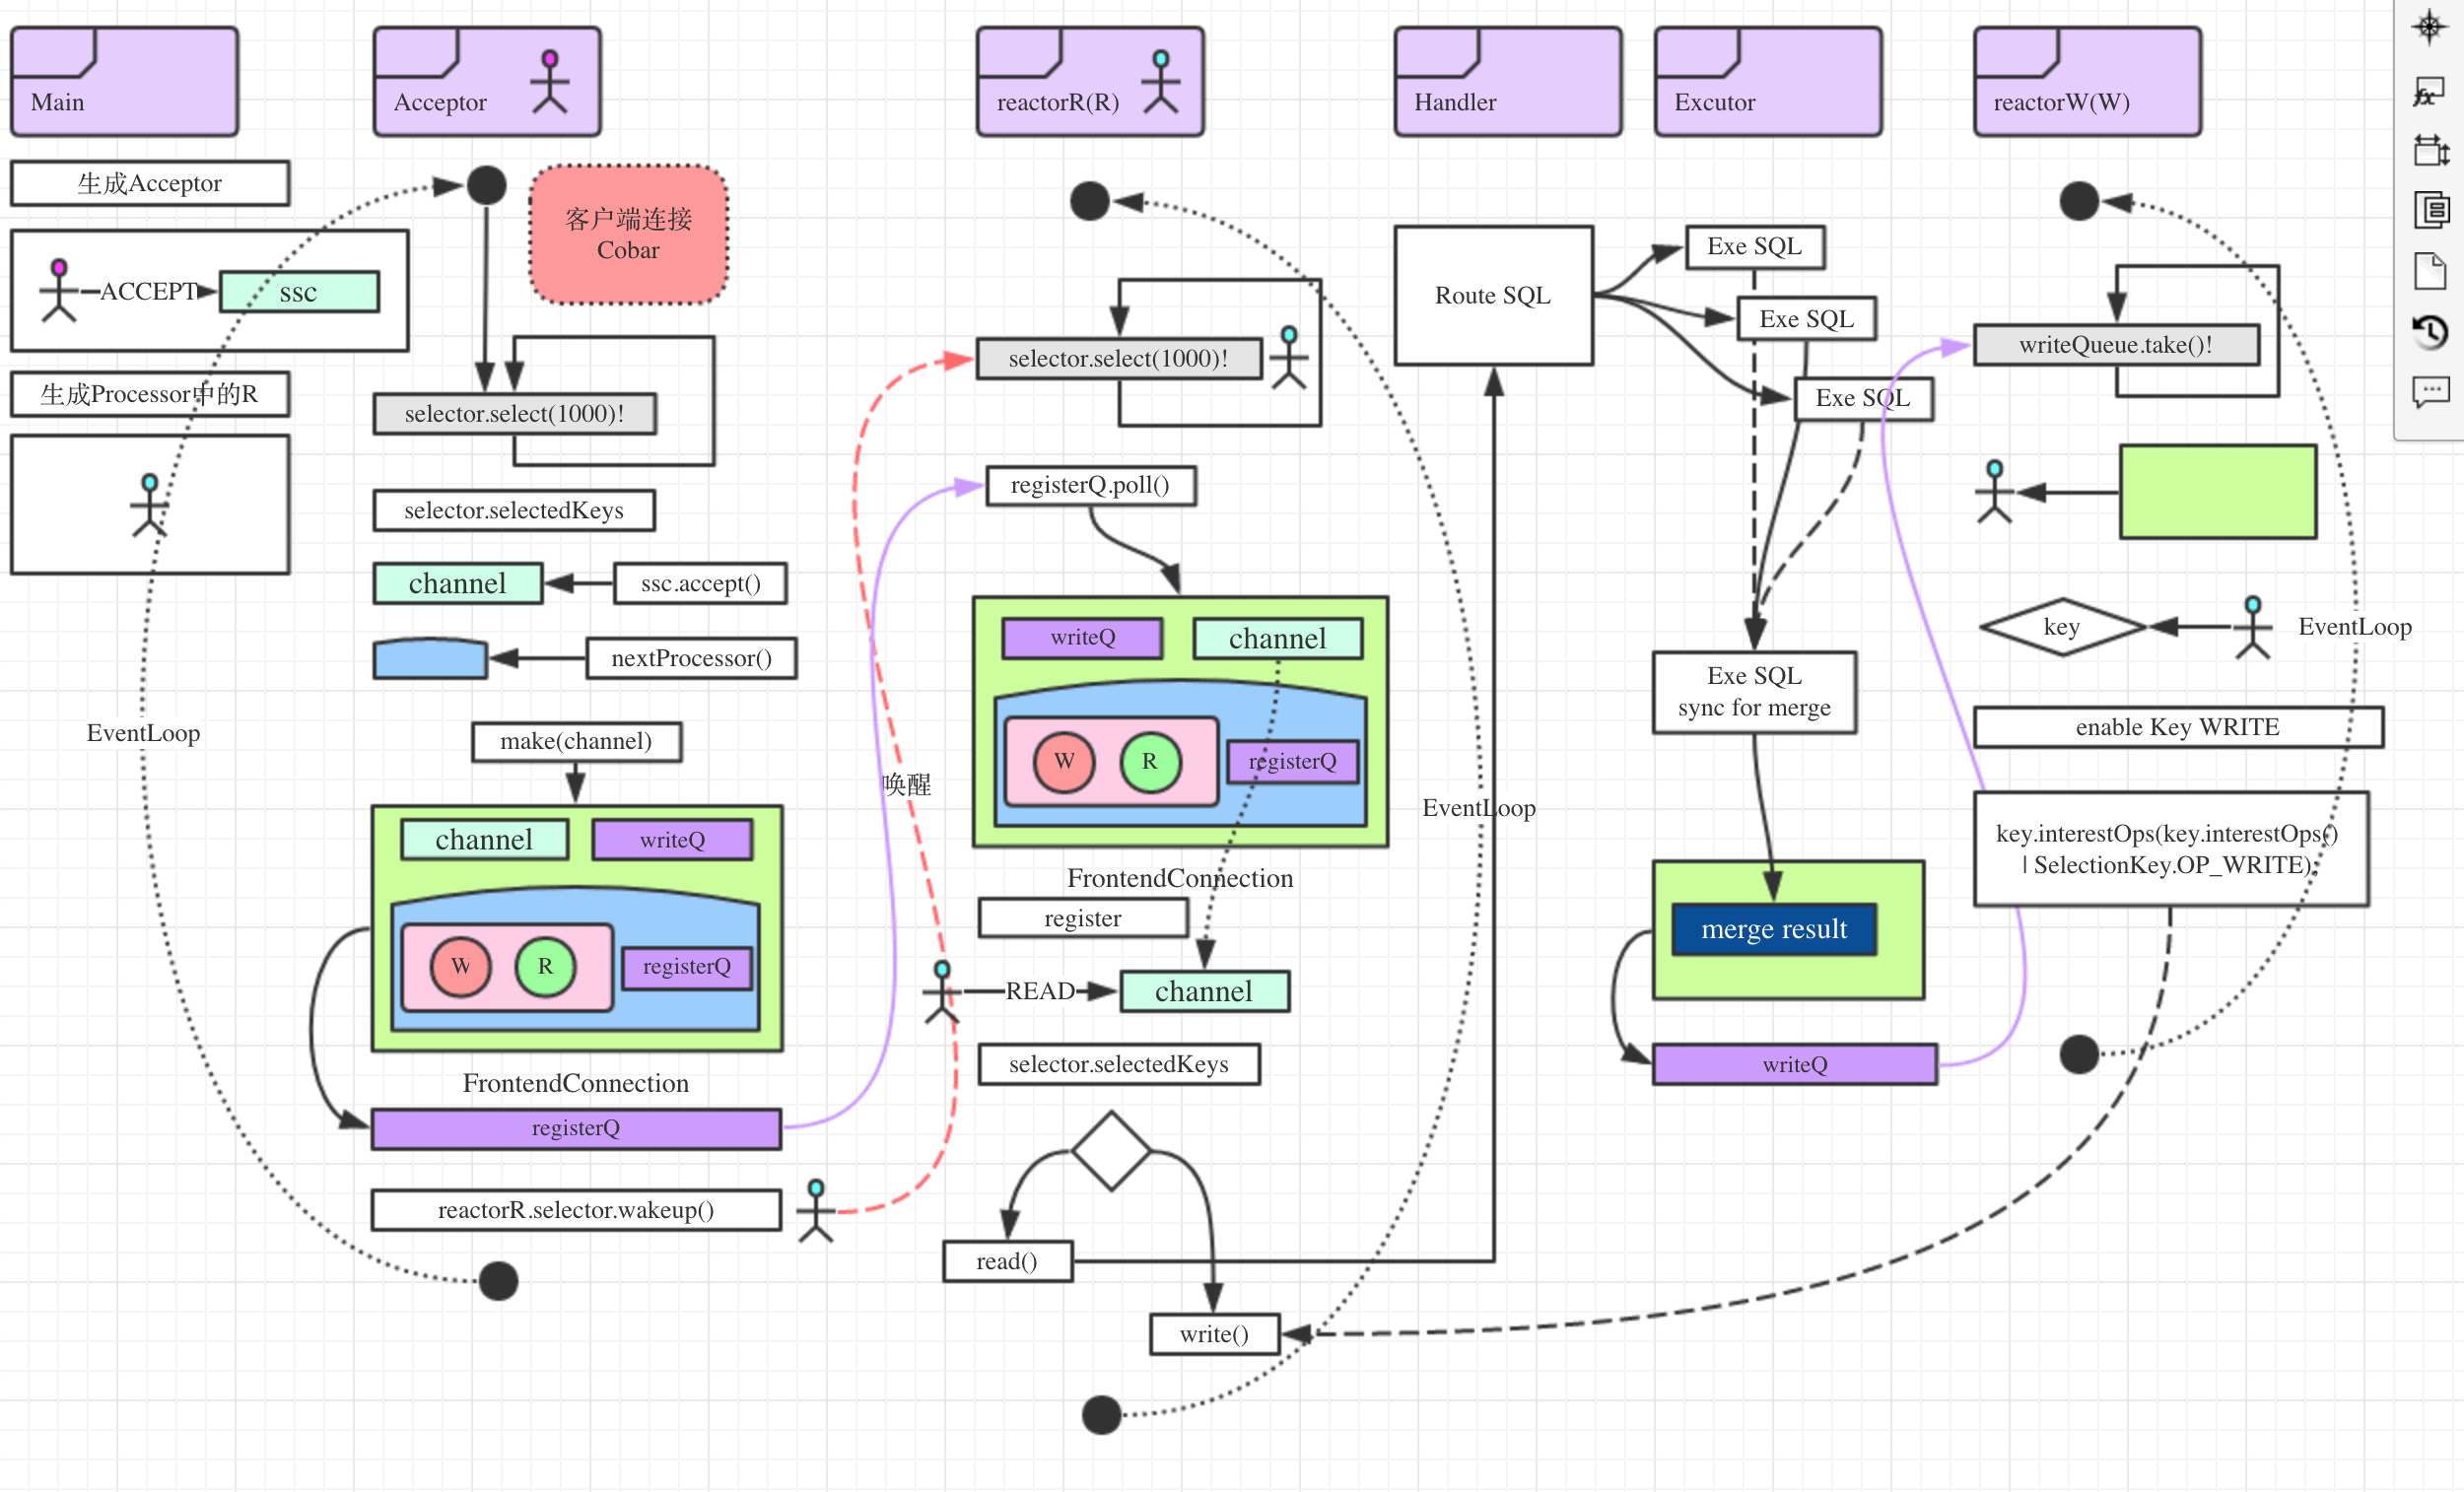 Main
生成Acceptor
ACCEPT
ssc
生成Processor中的R
EventLoop
Acceptor
客户端连接
Cobar
selector.select(1000)!
selector.selectedKeys
channel
ssc.accept()
nextProcessor()
make(channel)
channel
writeQ
W
R
registerQ
FrontendConnection
registerQ
reactorR.selector.wakeup()
唤醒
reactorR(R)
selector.select(1000)!
registerQ.poll()
writeQ
channel
W
R
registerQ
FrontendConnection
register
READ
channel
selector.selectedKeys
read()
write()
EventLoop
Handler
Route SQL
Excutor
Exe SQL
Exe SQL
Exe SQL
Exe SQL
sync for merge
merge result
writeQ
reactorW(W)
writeQueue.take()!
key
EventLoop
enable Key WRITE
key.interestOps(key.interestOps()
| SelectionKey.OP_WRITE);
fx